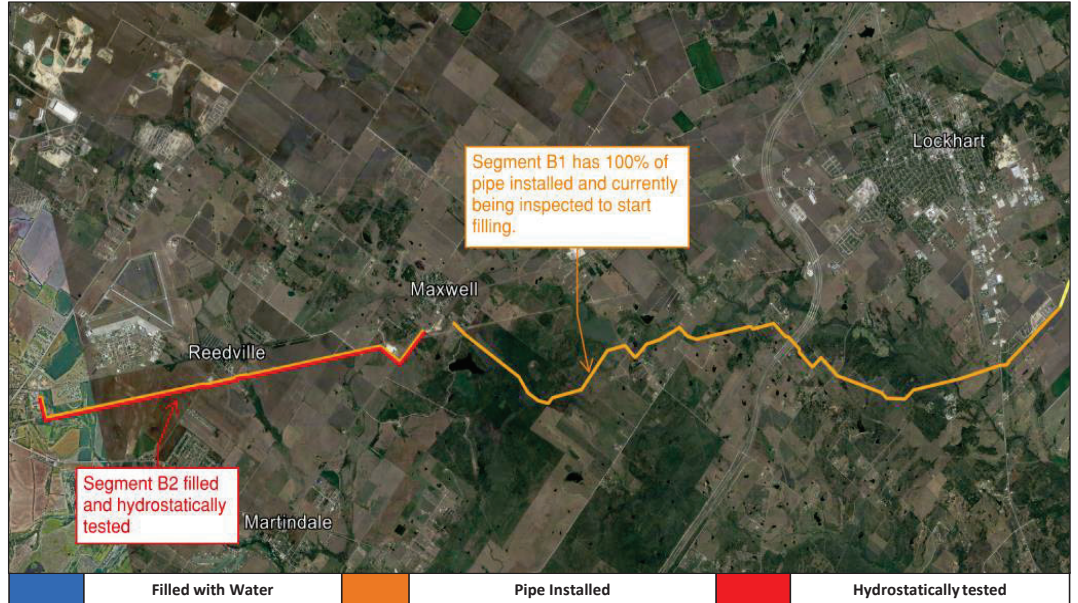 Lockhart
Segment B1 has 100% of
pipe installed and currently
being inspected to start
filling.
Maxwell
Reedville
Segment B2 filled
and hydrostatically
tested
Martindale
Filled with Water
Pipe Installed
Hydrostatically tested